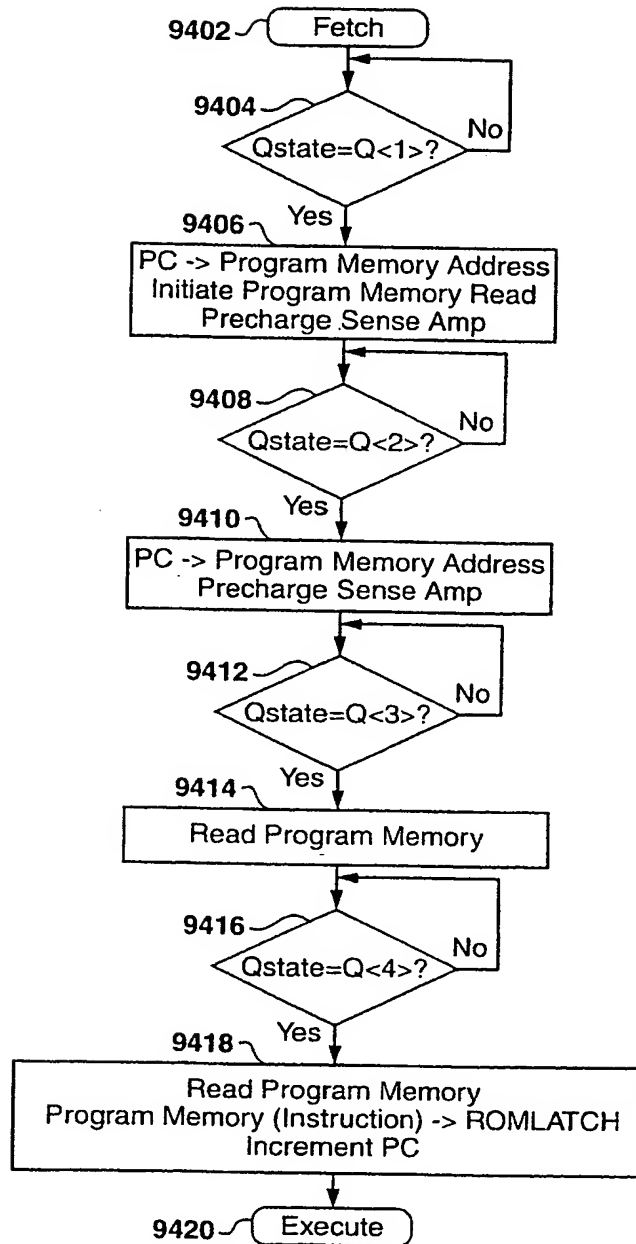 9402 Fetch
9404
Qstate=Q<1>?
No
Yes
9406
PC -> Program Memory Address
Initiate Program Memory Read
Precharge Sense Amp
9408
Qstate=Q<2>?
No
Yes
9410
PC -> Program Memory Address
Precharge Sense Amp
9412
Qstate=Q<3>?
No
Yes
9414
Read Program Memory
9416
Qstate=Q<4>?
No
Yes
9418
Read Program Memory
Program Memory (Instruction) -> ROMLATCH
Increment PC
9420 Execute